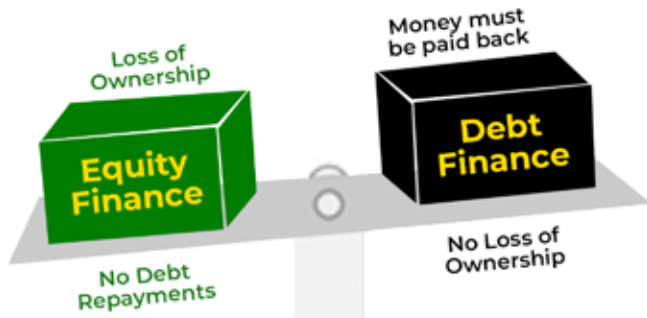 Loss of
Ownership
Equity
Finance
No Debt
Repayments
Money must
be paid back
Debt
Finance
No Loss of
Ownership